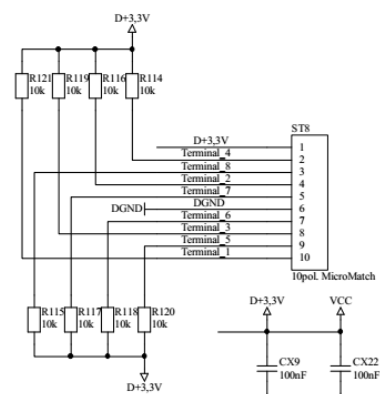 D+3,3V
R121 R119 R116 R114
10k 10k 10k 10k
ST8
D+3,3V 1
Terminal_4 2
Terminal_8 3
Terminal_2 4
Terminal_7 5
DGND DGND 6
Terminal_6 7
Terminal_3 8
Terminal_5 9
Terminal_1 10
10pol. MicroMatch
R115 R117 R118 R120
10k 10k 10k 10k
D+3,3V
D+3,3V VCC
CX9 CX22
100nF 100nF